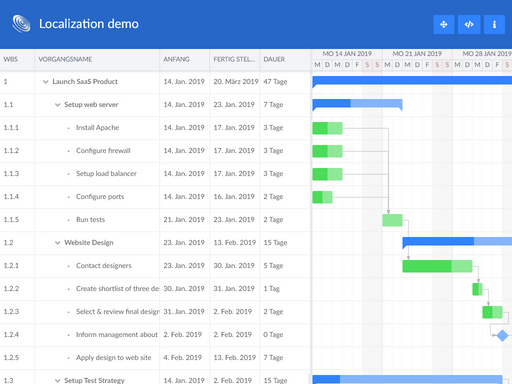 Localization demo
WBS VORGANGSNAME ANFANG FERTIG STEL... DAUER MO 14 JAN 2019 MO 21 JAN 2019 MO 28 JAN 2019
M D M D F S S M D M D F S S M D M D F S
1 Launch SaaS Product 14. Jan. 2019 20. März 2019 47 Tage
1.1 Setup web server 14. Jan. 2019 23. Jan. 2019 7 Tage
1.1.1 Install Apache 14. Jan. 2019 17. Jan. 2019 3 Tage
1.1.2 Configure firewall 14. Jan. 2019 17. Jan. 2019 3 Tage
1.1.3 Setup load balancer 14. Jan. 2019 17. Jan. 2019 3 Tage
1.1.4 Configure ports 14. Jan. 2019 16. Jan. 2019 2 Tage
1.1.5 Run tests 21. Jan. 2019 23. Jan. 2019 2 Tage
1.2 Website Design 23. Jan. 2019 13. Feb. 2019 15 Tage
1.2.1 Contact designers 23. Jan. 2019 30. Jan. 2019 5 Tage
1.2.2 Create shortlist of three de 30. Jan. 2019 31. Jan. 2019 1 Tag
1.2.3 Select & review final design 31. Jan. 2019 2. Feb. 2019 2 Tage
1.2.4 Inform management about 2. Feb. 2019 2. Feb. 2019 0 Tage
1.2.5 Apply design to web site 4. Feb. 2019 13. Feb. 2019 7 Tage
1.3 Setup Test Strategy 14. Jan. 2019 2. Feb. 2019 15 Tage